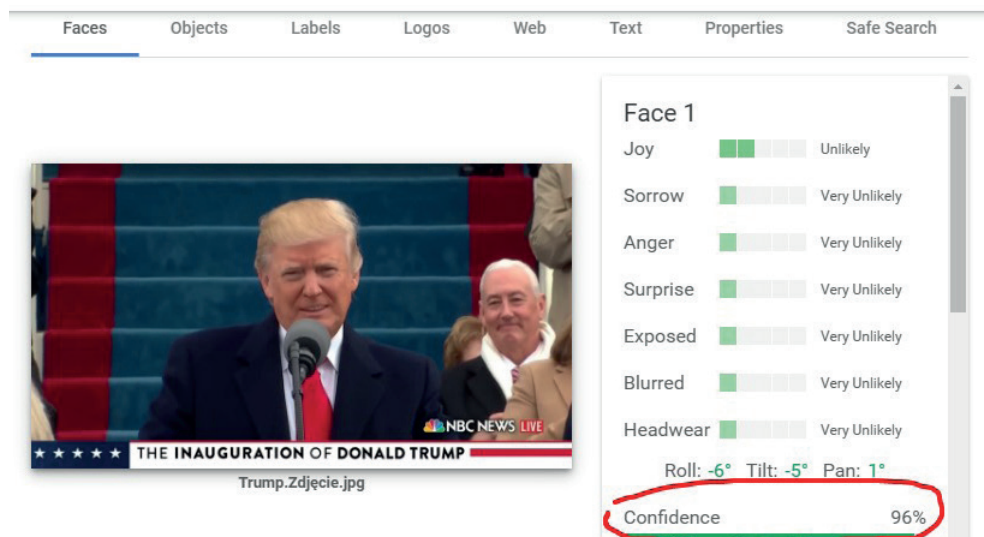 Faces Objects Labels Logos Web Text Properties Safe Search
Face 1
Joy Unlikely
Sorrow Very Unlikely
Anger Very Unlikely
Surprise Very Unlikely
Exposed Very Unlikely
Blurred Very Unlikely
Headwear Very Unlikely
Roll: -6° Tilt: -5° Pan: 1°
Confidence 96%
NBC NEWS LIVE
THE INAUGURATION OF DONALD TRUMP
Trump.Zdjęcie.jpg